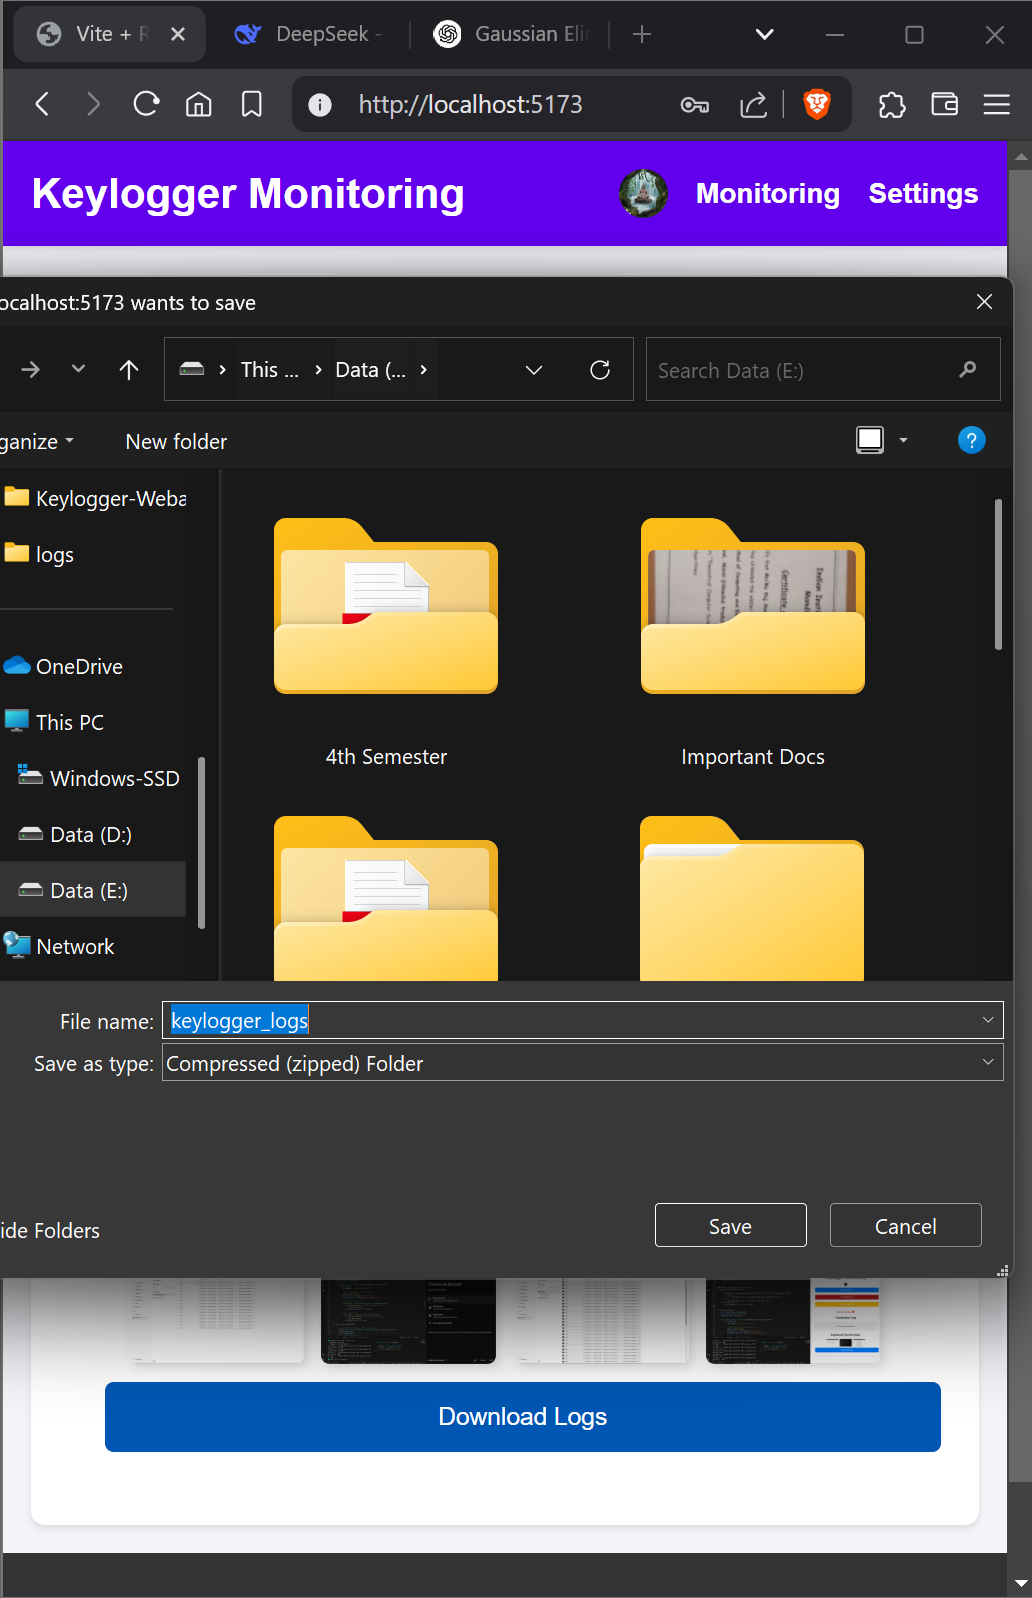 Vite + R
DeepSeek -
Gaussian Elin
http://localhost:5173
Keylogger Monitoring
Monitoring
Settings
ocalhost:5173 wants to save
This ...
Data (...
Search Data (E:)
ganize
New folder
Keylogger-Weba
logs
OneDrive
This PC
Windows-SSD
Data (D:)
Data (E:)
Network
4th Semester
Important Docs
File name:
keylogger_logs
Save as type:
Compressed (zipped) Folder
ide Folders
Save
Cancel
Download Logs